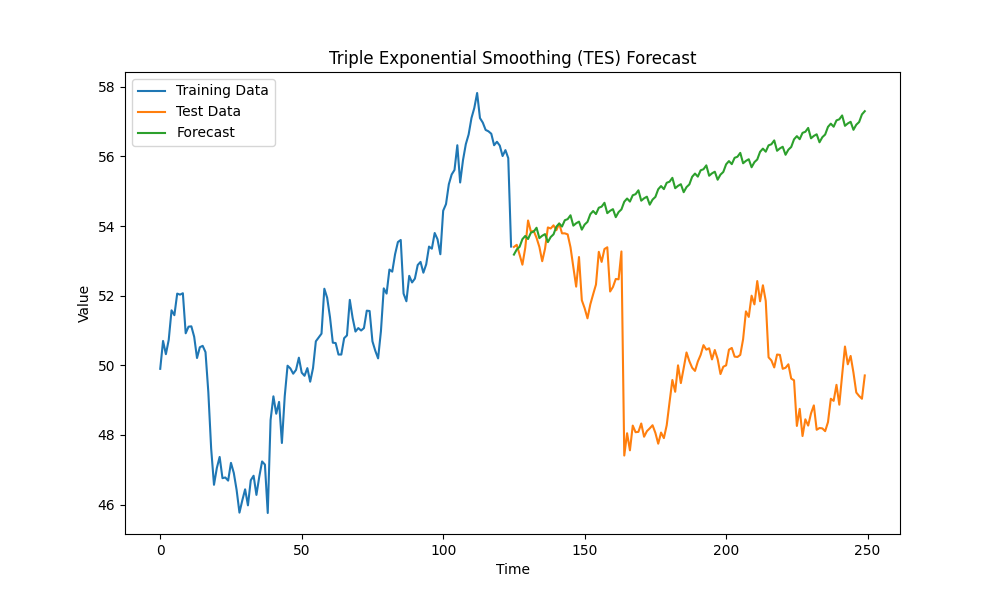 Triple Exponential Smoothing (TES) Forecast
Training Data
Test Data
Forecast
58
56
54
52
50
48
46
Value
0
50
100
150
200
250
Time